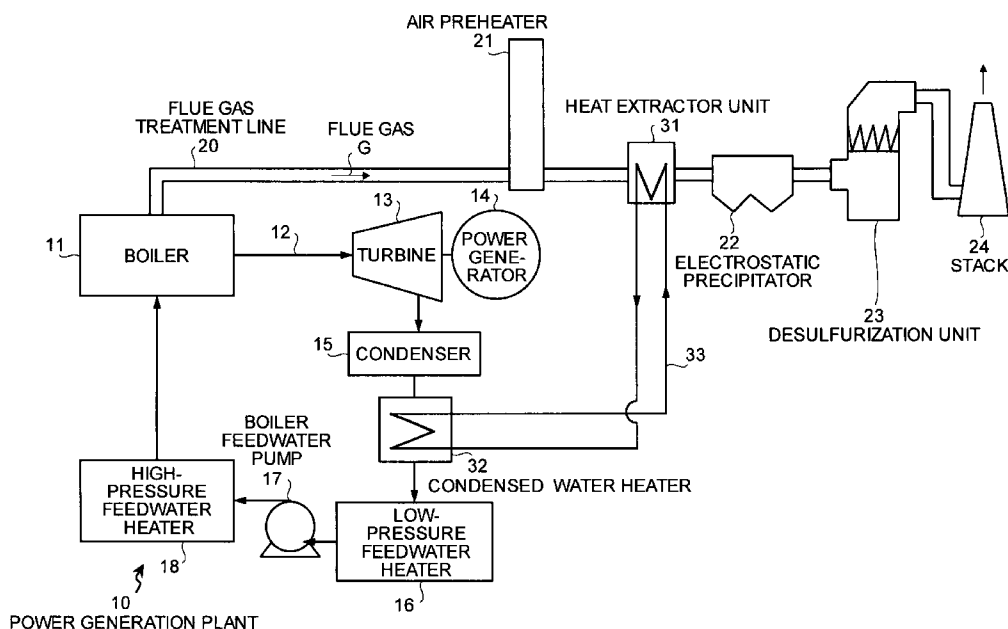 AIR PREHEATER
21
FLUE GAS
TREATMENT LINE
20
FLUE GAS
G
HEAT EXTRACTOR UNIT
31
11
BOILER
12
13
TURBINE
14
POWER
GENE-
RATOR
22
ELECTROSTATIC
PRECIPITATOR
23
DESULFURIZATION UNIT
24
STACK
15
CONDENSER
33
32
CONDENSED WATER HEATER
BOILER
FEEDWATER
PUMP
17
HIGH-
PRESSURE
FEEDWATER
HEATER
18
LOW-
PRESSURE
FEEDWATER
HEATER
16
10
POWER GENERATION PLANT